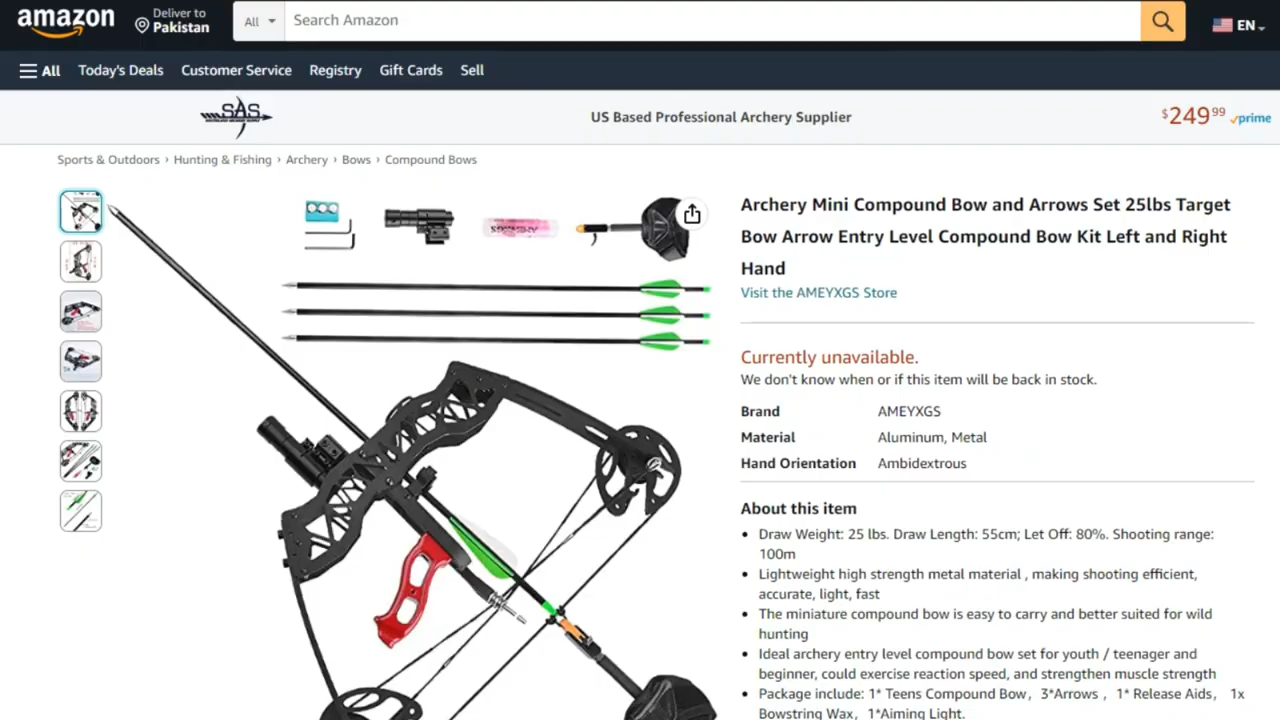 amazon
Deliver to
Pakistan
All
Search Amazon
EN
All
Today's Deals
Customer Service
Registry
Gift Cards
Sell
SAS
US Based Professional Archery Supplier
$249.99
prime
Sports & Outdoors › Hunting & Fishing › Archery › Bows › Compound Bows
Archery Mini Compound Bow and Arrows Set 25lbs Target
Bow Arrow Entry Level Compound Bow Kit Left and Right
Hand
Visit the AMEYXGS Store
Currently unavailable.
We don't know when or if this item will be back in stock.
Brand AMEYXGS
Material Aluminum, Metal
Hand Orientation Ambidextrous
About this item
• Draw Weight: 25 lbs. Draw Length: 55cm; Let Off: 80%. Shooting range:
100m
• Lightweight high strength metal material , making shooting efficient,
accurate, light, fast
• The miniature compound bow is easy to carry and better suited for wild
hunting
• Ideal archery entry level compound bow set for youth / teenager and
beginner, could exercise reaction speed, and strengthen muscle strength
• Package include: 1* Teens Compound Bow, 3*Arrows , 1* Release Aids, 1x
Bowstring Wax, 1*Aiming Light.